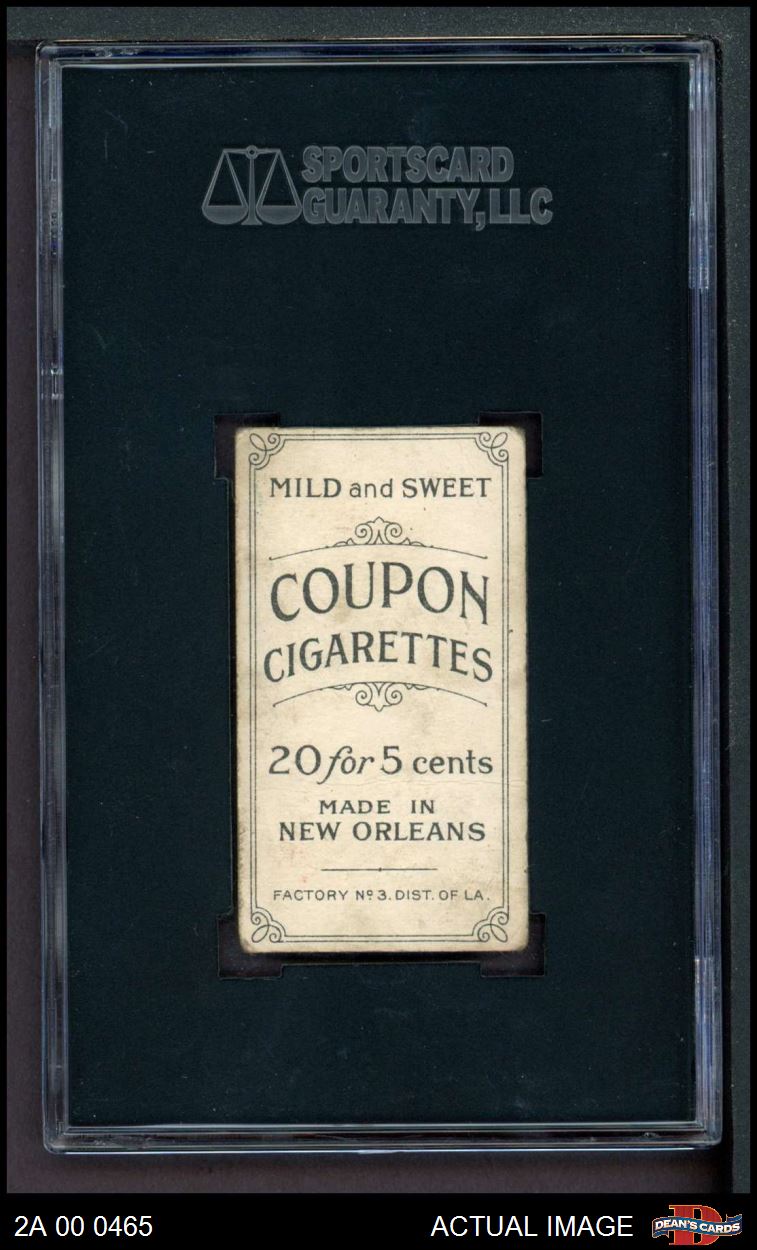 SPORTSCARD
GUARANTY, LLC
MILD and SWEET
COUPON
CIGARETTES
20 for 5 cents
MADE IN
NEW ORLEANS
FACTORY Nº 3. DIST. OF LA.
2A 00 0465
ACTUAL IMAGE
D
DEAN'S CARDS